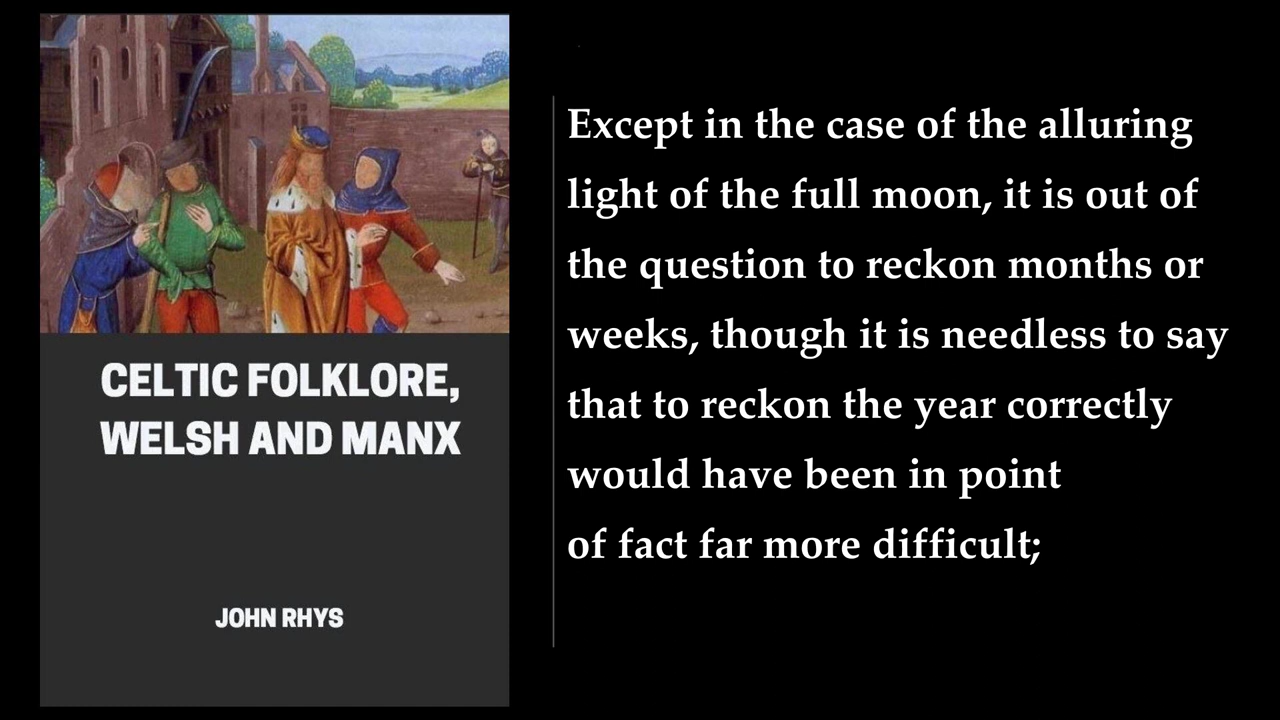 CELTIC FOLKLORE,
WELSH AND MANX
JOHN RHYS
Except in the case of the alluring
light of the full moon, it is out of
the question to reckon months or
weeks, though it is needless to say
that to reckon the year correctly
would have been in point
of fact far more difficult;